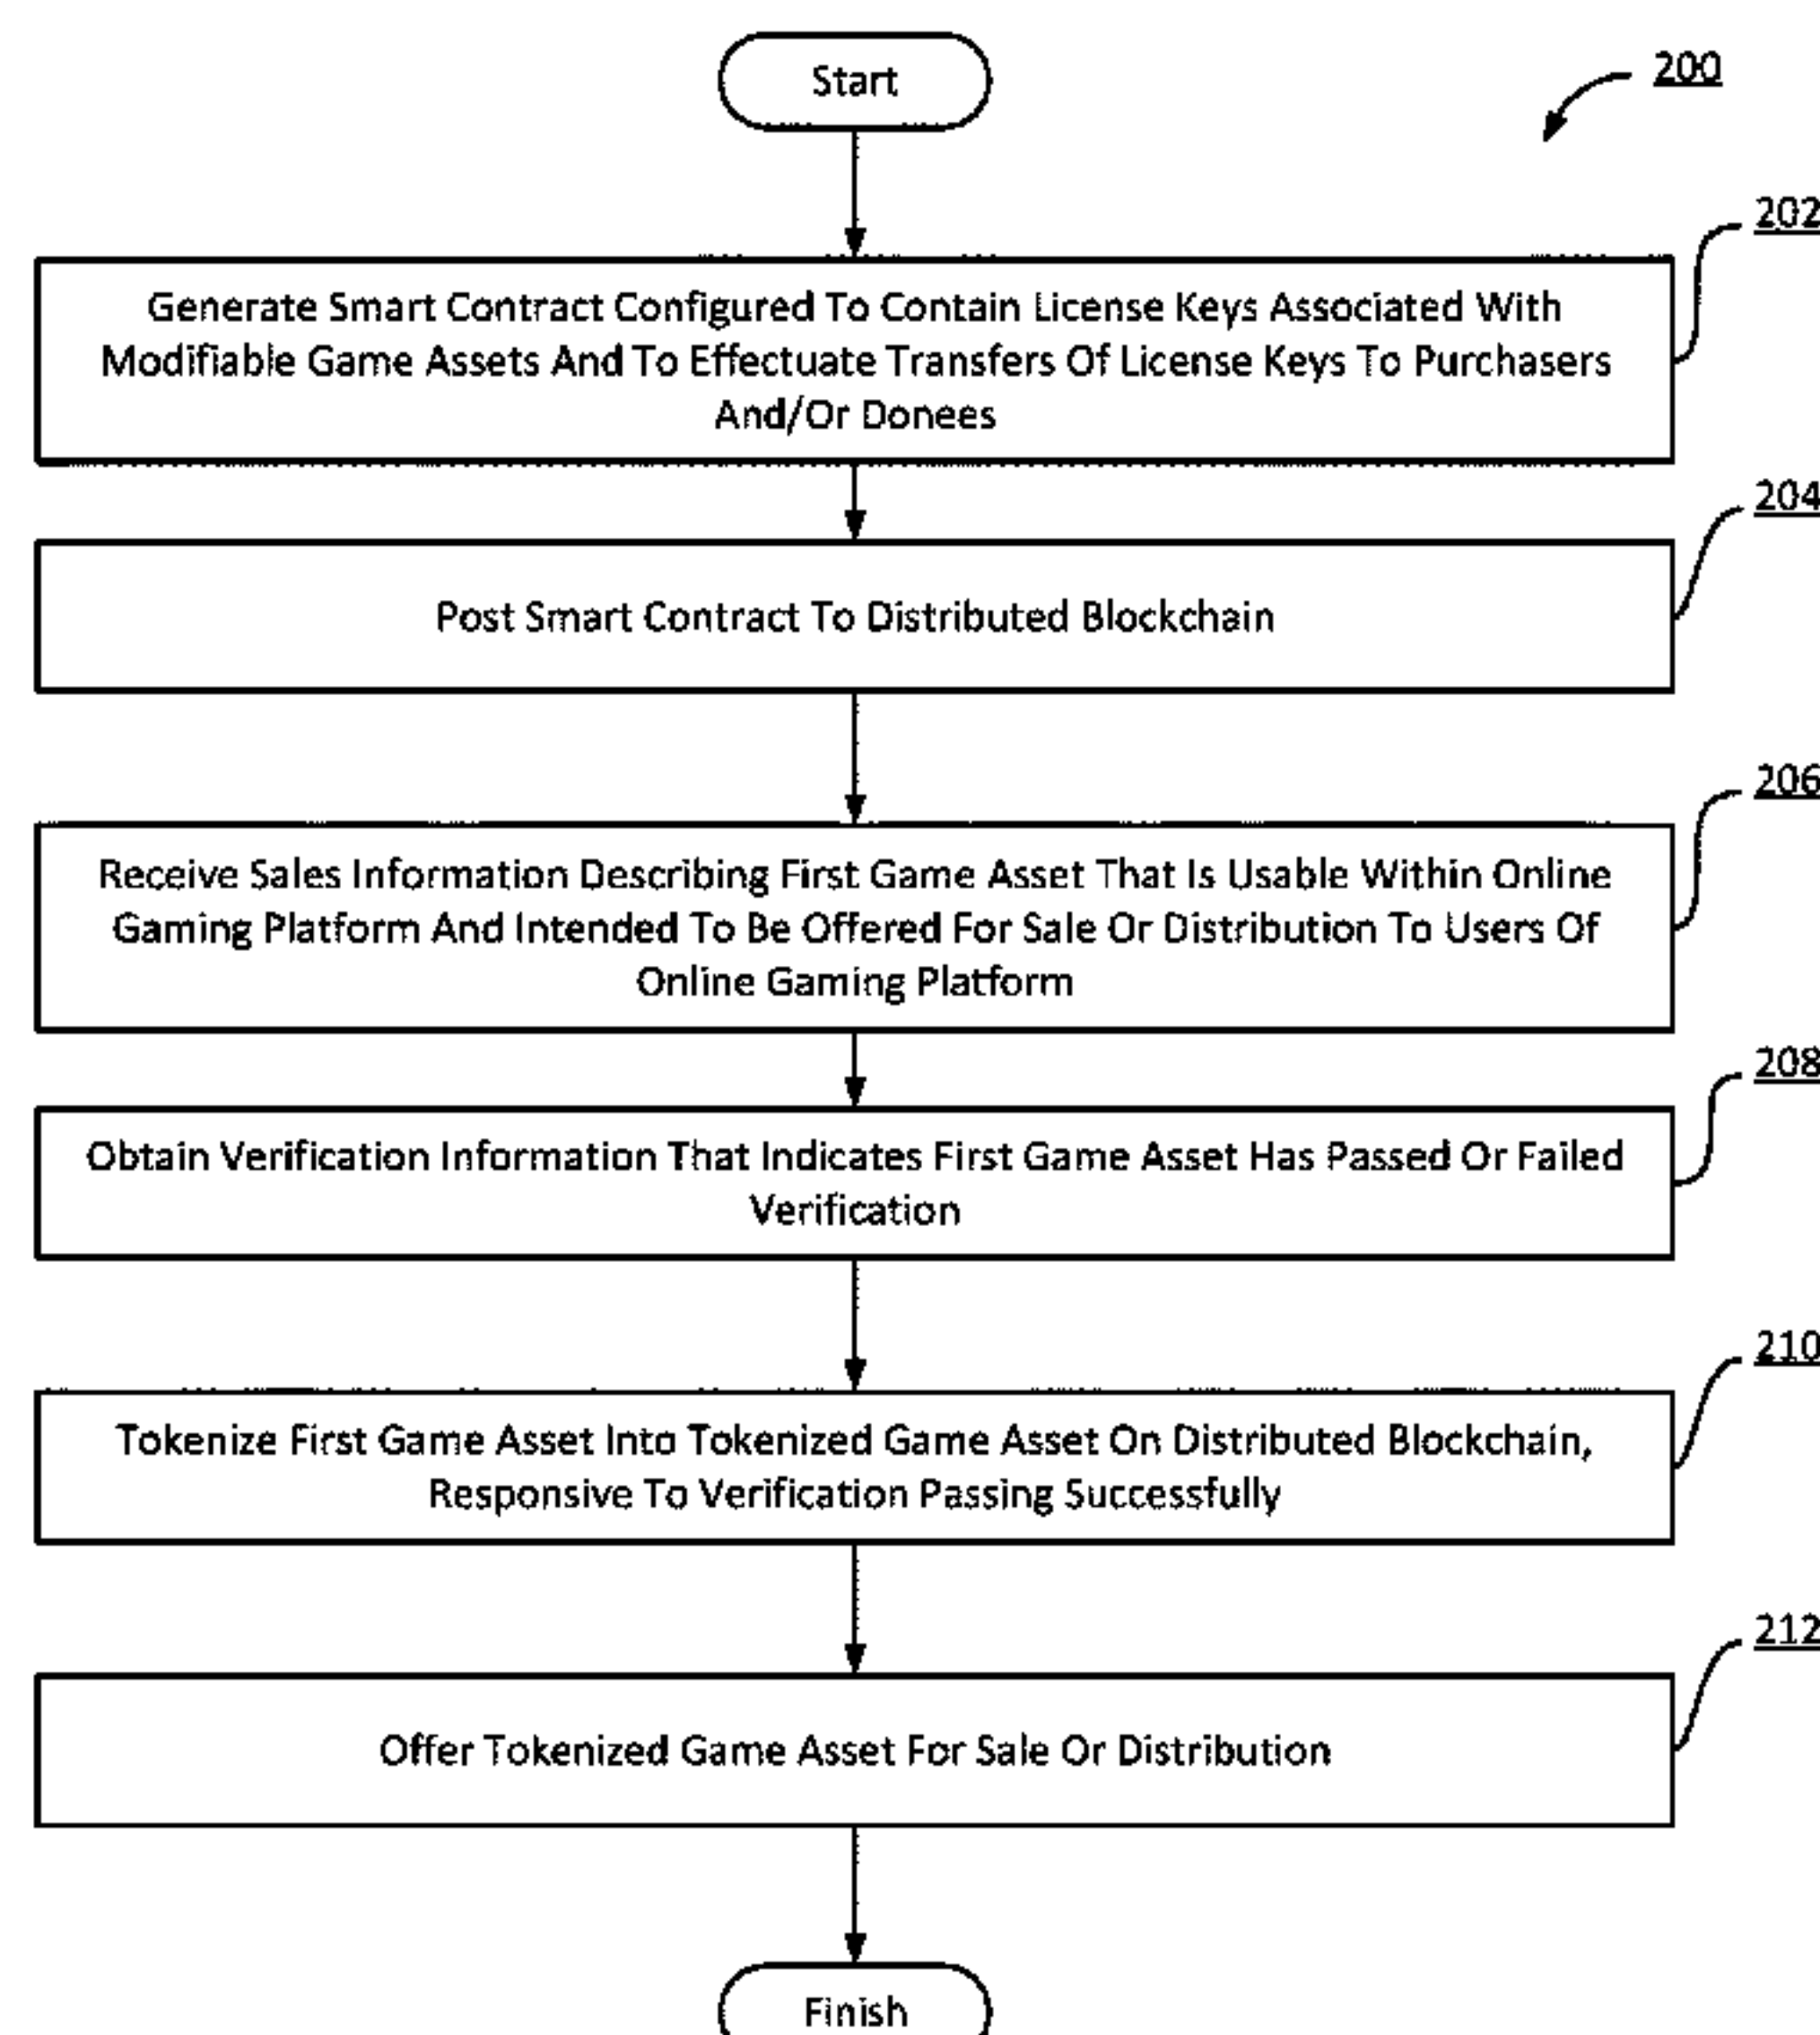 Start
200
202
Generate Smart Contract Configured To Contain License Keys Associated With
Modifiable Game Assets And To Effectuate Transfers Of License Keys To Purchasers
And/Or Donees
204
Post Smart Contract To Distributed Blockchain
206
Receive Sales Information Describing First Game Asset That Is Usable Within Online
Gaming Platform And Intended To Be Offered For Sale Or Distribution To Users Of
Online Gaming Platform
208
Obtain Verification Information That Indicates First Game Asset Has Passed Or Failed
Verification
210
Tokenize First Game Asset Into Tokenized Game Asset On Distributed Blockchain,
Responsive To Verification Passing Successfully
212
Offer Tokenized Game Asset For Sale Or Distribution
Finish